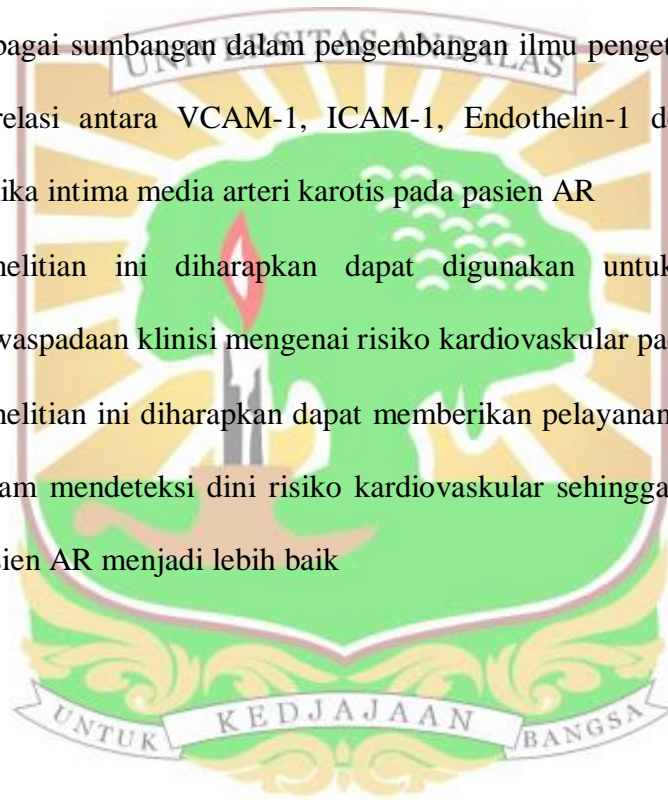 UNIVERSITAS ANDALAS
bagai sumbangan dalam pengembangan ilmu penget
relasi antara VCAM-1, ICAM-1, Endothelin-1 d
ika intima media arteri karotis pada pasien AR
nelitian ini diharapkan dapat digunakan untuk
waspadaan klinisi mengenai risiko kardiovaskular pa
nelitian ini diharapkan dapat memberikan pelayanan
am mendeteksi dini risiko kardiovaskular sehingga
sien AR menjadi lebih baik
UNTUK KEDJAJAAN BANGSA